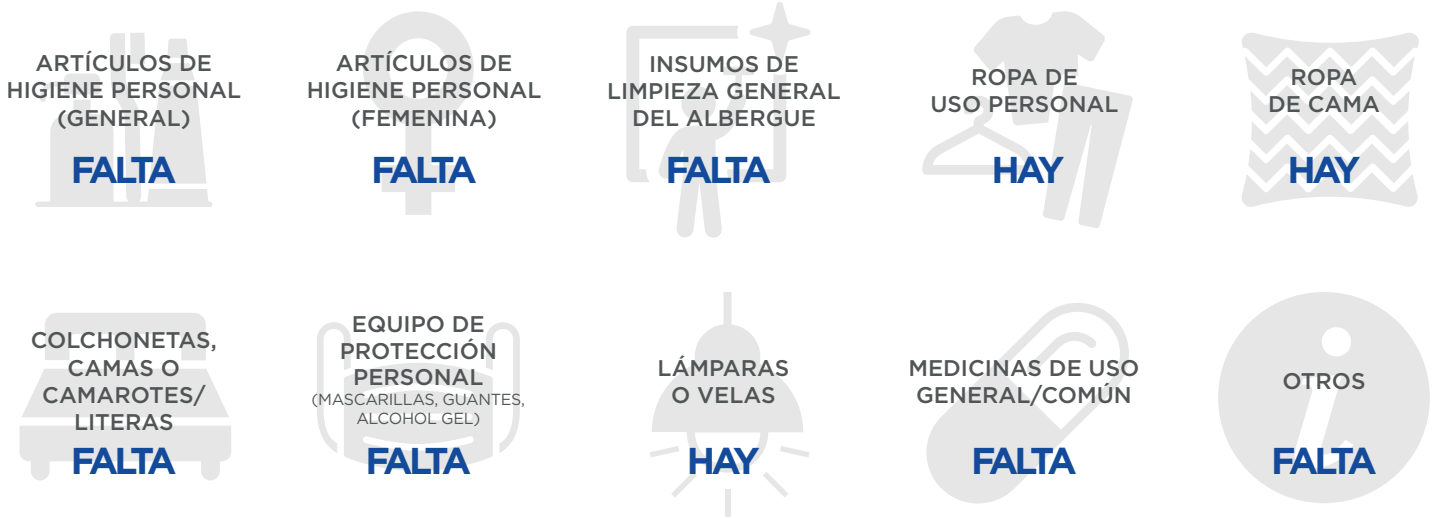 ARTÍCULOS DE
HIGIENE PERSONAL
(GENERAL)
FALTA
ARTÍCULOS DE
HIGIENE PERSONAL
(FEMENINA)
FALTA
INSUMOS DE
LIMPIEZA GENERAL
DEL ALBERGUE
FALTA
ROPA DE
USO PERSONAL
HAY
ROPA
DE CAMA
HAY
COLCHONETAS,
CAMAS O
CAMAROTES/
LITERAS
FALTA
EQUIPO DE
PROTECCIÓN
PERSONAL
(MASCARILLAS, GUANTES,
ALCOHOL GEL)
FALTA
LÁMPARAS
O VELAS
HAY
MEDICINAS DE USO
GENERAL/COMÚN
FALTA
OTROS
FALTA